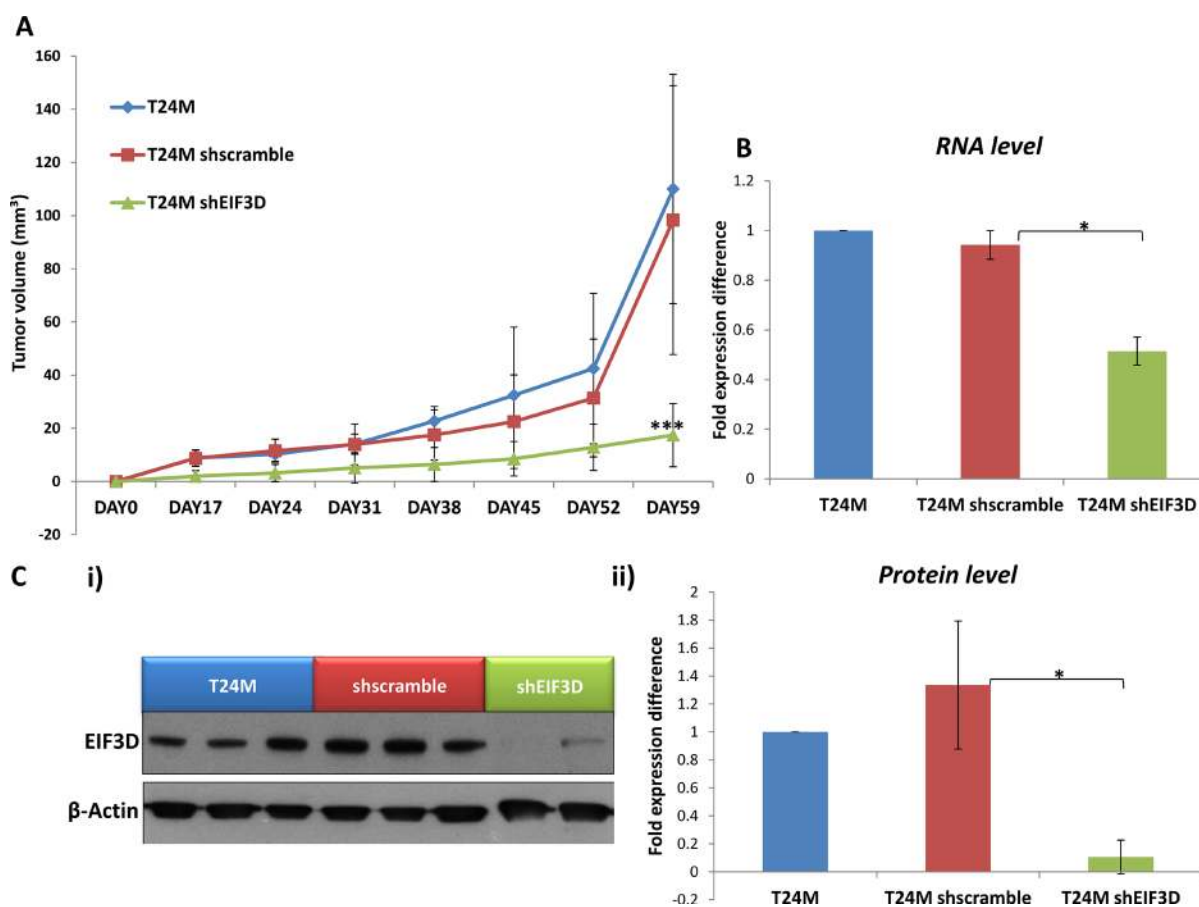 A
160
140
120
100
80
60
40
20
0
-20
Tumor volume (mm³)
T24M
T24M shscramble
T24M shEIF3D
***
DAY0 DAY17 DAY24 DAY31 DAY38 DAY45 DAY52 DAY59
B
RNA level
1.2
1
0.8
0.6
0.4
0.2
0
Fold expression difference
*
T24M T24M shscramble T24M shEIF3D
C i)
T24M shscramble shEIF3D
EIF3D
β-Actin
ii)
Protein level
2
1.8
1.6
1.4
1.2
1
0.8
0.6
0.4
0.2
0
-0.2
Fold expression difference
*
T24M T24M shscramble T24M shEIF3D